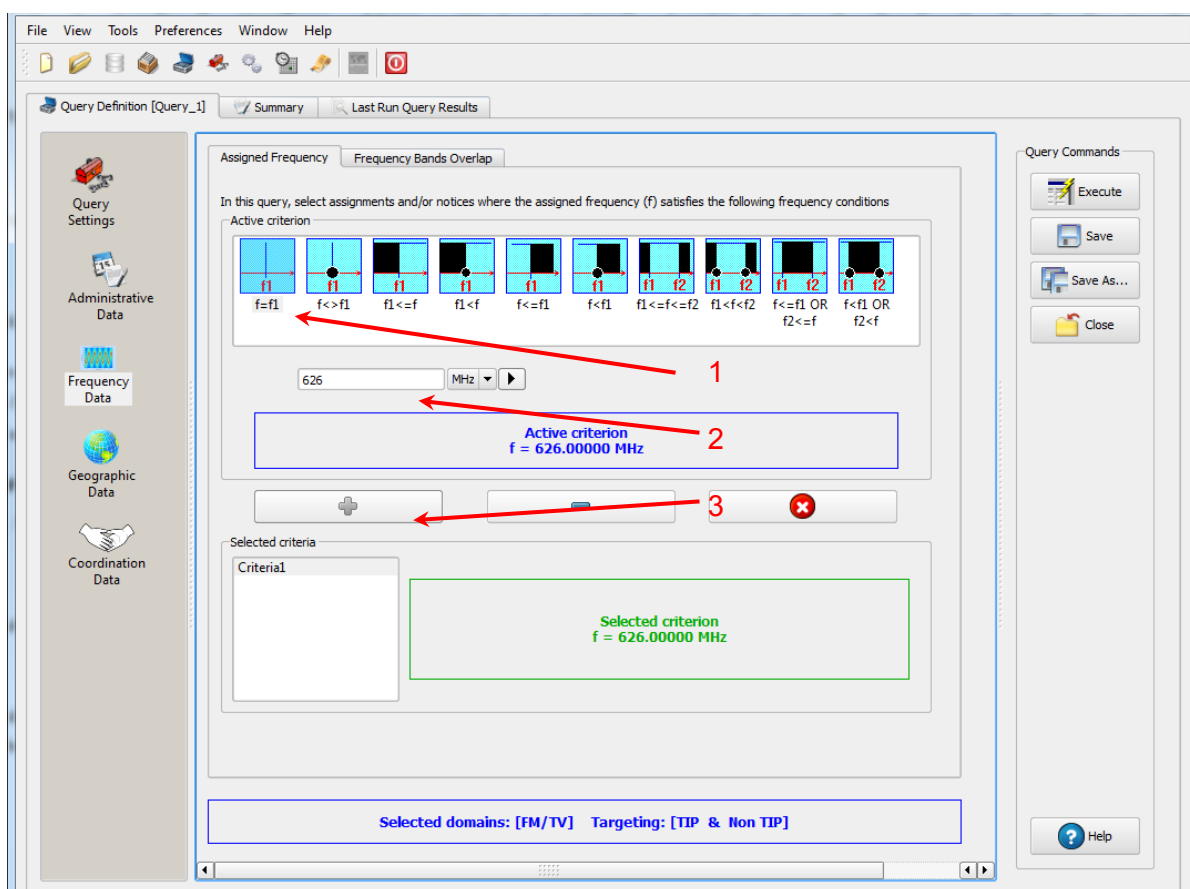 File View Tools Preferences Window Help
Query Definition [Query_1] Summary Last Run Query Results
Query Settings
Administrative Data
Frequency Data
Geographic Data
Coordination Data
Assigned Frequency Frequency Bands Overlap
In this query, select assignments and/or notices where the assigned frequency (f) satisfies the following frequency conditions
Active criterion
f1 f1 f1 f1 f1 f1 f1 f2 f1 f2 f1 f2 f1 f2
f=f1 f<>f1 f1<=f f1<f f<=f1 f<f1 f1<=f<=f2 f1<f<f2 f<=f1 OR f<f1 OR
f2<=f f2<f
1
626 MHz
2
Active criterion
f = 626.00000 MHz
3
Selected criteria
Criteria1
Selected criterion
f = 626.00000 MHz
Selected domains: [FM/TV] Targeting: [TIP & Non TIP]
Query Commands
Execute
Save
Save As...
Close
Help